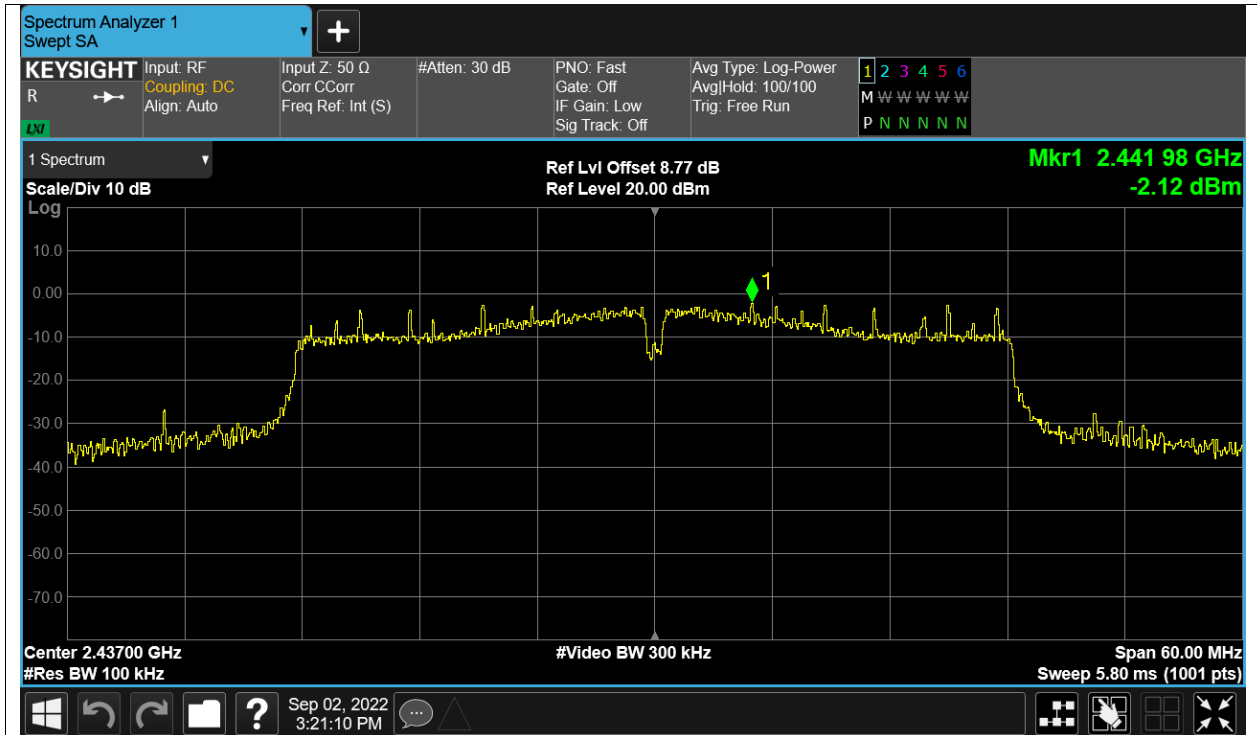 Spectrum Analyzer 1
Swept SA
+
KEYSIGHT
R
LXI
Input: RF
Coupling: DC
Align: Auto
Input Z: 50 Ω
Corr CCorr
Freq Ref: Int (S)
#Atten: 30 dB
PNO: Fast
Gate: Off
IF Gain: Low
Sig Track: Off
Avg Type: Log-Power
Avg|Hold: 100/100
Trig: Free Run
1 2 3 4 5 6
M W W W W W
P N N N N N N
1 Spectrum
Scale/Div 10 dB
Log
Ref Lvl Offset 8.77 dB
Ref Level 20.00 dBm
Mkr1 2.441 98 GHz
-2.12 dBm
10.0
0.00
-10.0
-20.0
-30.0
-40.0
-50.0
-60.0
-70.0
1
Center 2.43700 GHz
#Res BW 100 kHz
#Video BW 300 kHz
Span 60.00 MHz
Sweep 5.80 ms (1001 pts)
?
Sep 02, 2022
3:21:10 PM